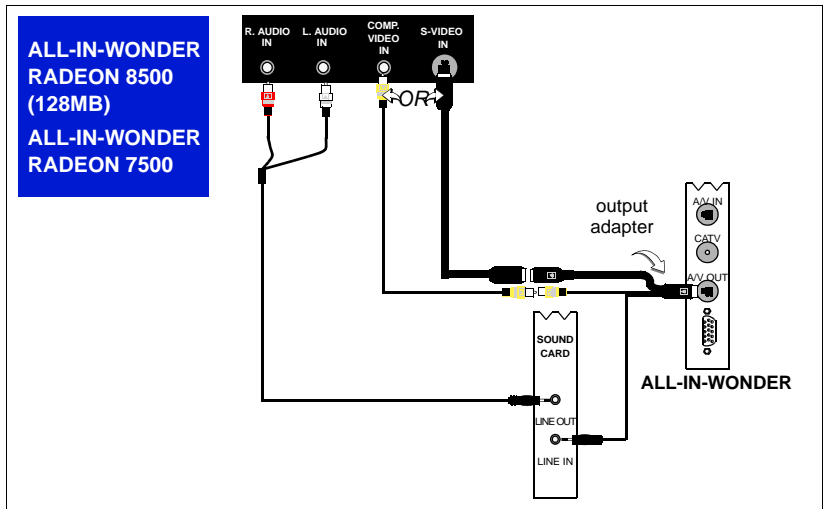 ALL-IN-WONDER
RADEON 8500
(128MB)
ALL-IN-WONDER
RADEON 7500
R. AUDIO
IN
L. AUDIO
IN
COMP.
VIDEO
IN
S-VIDEO
IN
OR
output
adapter
A/V IN
CATV
A/V OUT
ALL-IN-WONDER
SOUND
CARD
LINE OUT
LINE IN